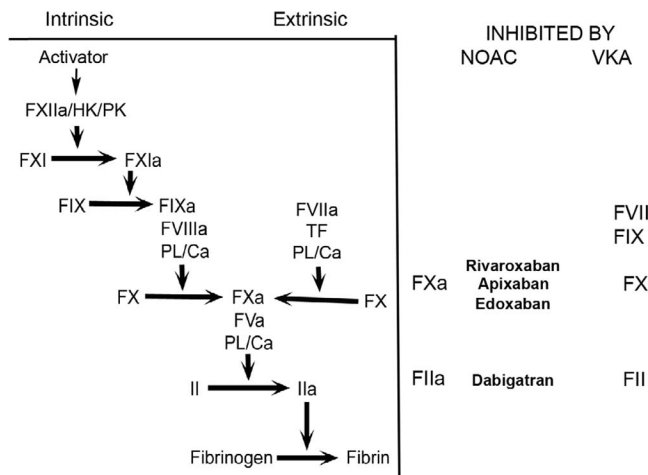 Intrinsic Extrinsic
INHIBITED BY
NOAC VKA
Activator
FXIIa/HK/PK
FXI FXIa
FIX FIXa FVIIa
FVIIIa TF
PL/Ca PL/Ca
FVII
FIX
FX FXa FX
FVa
PL/Ca
FXa Rivaroxaban FX
Apixaban
Edoxaban
II IIa
FIIa Dabigatran FII
Fibrinogen Fibrin